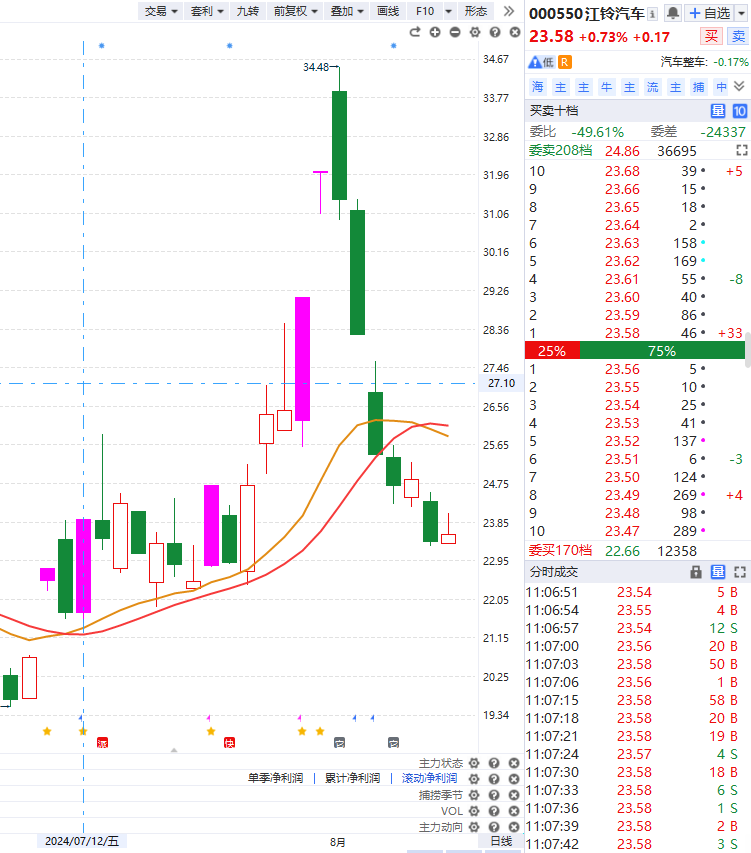 交易 套利 九转 前复权 叠加 画线 F10 形态
000550 江铃汽车 自选
23.58 +0.73% +0.17 买 卖
低 R 汽车整车: -0.17%
海 主 主 牛 主 流 主 捕 中
买卖十档 量 10
委比 -49.61% 委差 -24337
委卖208档 24.86 36695
10 23.68 39 +5
9 23.66 15
8 23.65 18
7 23.64 2
6 23.63 158
5 23.62 169
4 23.61 55 -8
3 23.60 40
2 23.59 86
1 23.58 46 +33
25% 75%
1 23.56 5
2 23.55 10
3 23.54 25
4 23.53 41
5 23.52 137
6 23.51 6 -3
7 23.50 124
8 23.49 269 +4
9 23.48 98
10 23.47 289
委买170档 22.66 12358
分时成交 量
11:06:51 23.54 5 B
11:06:54 23.55 4 B
11:06:57 23.54 12 S
11:07:00 23.56 20 B
11:07:03 23.58 50 B
11:07:06 23.56 1 B
11:07:15 23.58 58 B
11:07:18 23.58 20 B
11:07:21 23.58 19 B
11:07:24 23.57 4 S
11:07:30 23.58 18 B
11:07:33 23.58 6 S
11:07:36 23.58 1 S
11:07:39 23.58 2 B
11:07:42 23.58 3 S
34.48
34.67
33.77
32.86
31.96
31.06
30.16
29.26
28.36
27.46
27.10
26.56
25.65
24.75
23.85
22.95
22.05
21.15
20.25
19.34
快
主力状态
单季净利润 | 累计净利润 | 滚动净利润
捕捞季节
VOL
主力动向
2024/07/12/五 8月 日线